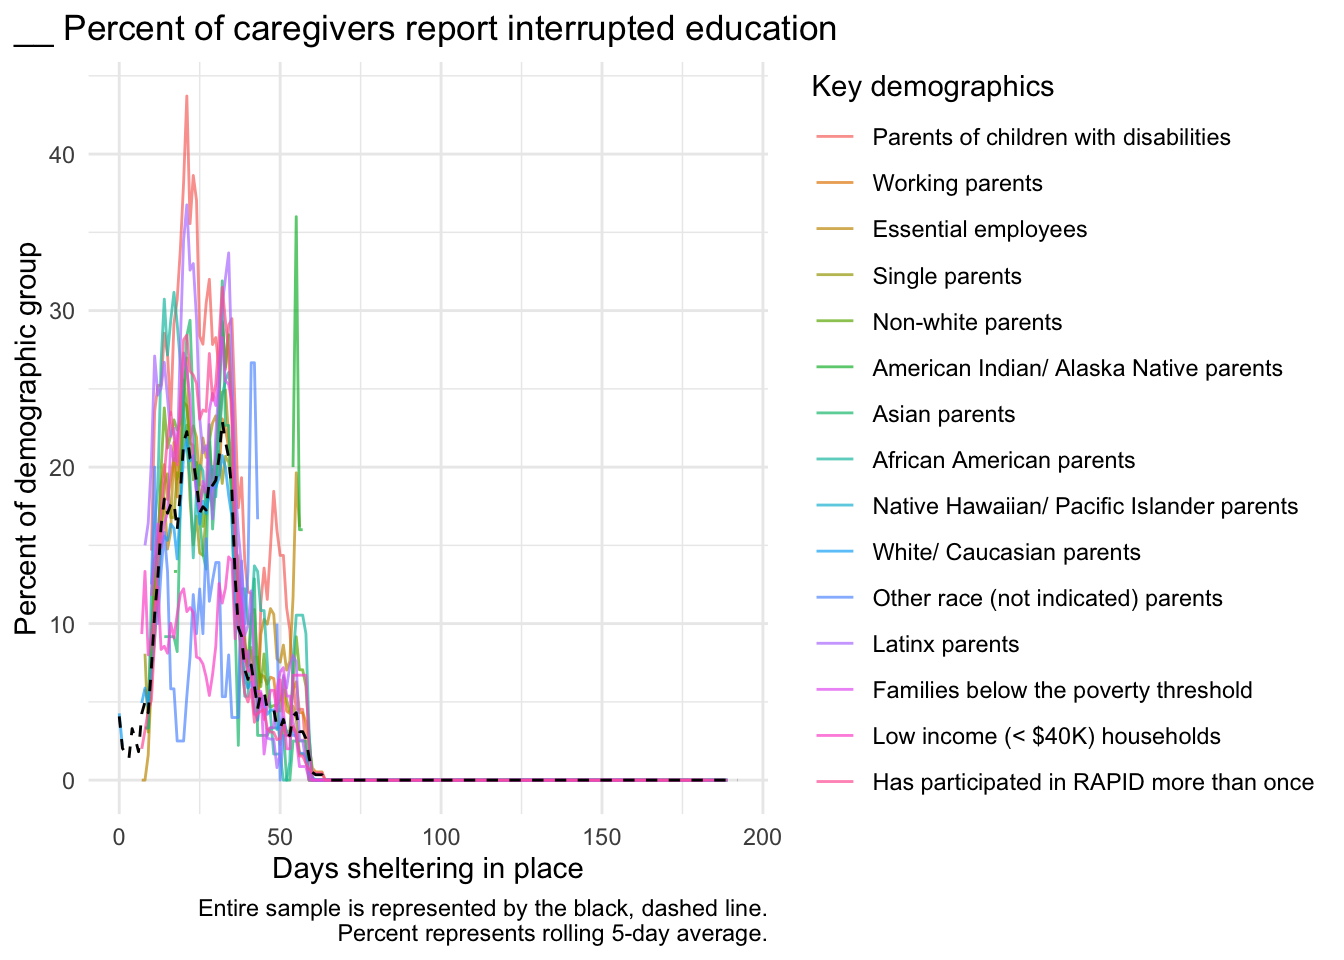 __ Percent of caregivers report interrupted education
Percent of demographic group
40
30
20
10
0
0 50 100 150 200
Days sheltering in place
Entire sample is represented by the black, dashed line.
Percent represents rolling 5-day average.
Key demographics
Parents of children with disabilities
Working parents
Essential employees
Single parents
Non-white parents
American Indian/ Alaska Native parents
Asian parents
African American parents
Native Hawaiian/ Pacific Islander parents
White/ Caucasian parents
Other race (not indicated) parents
Latinx parents
Families below the poverty threshold
Low income (< $40K) households
Has participated in RAPID more than once